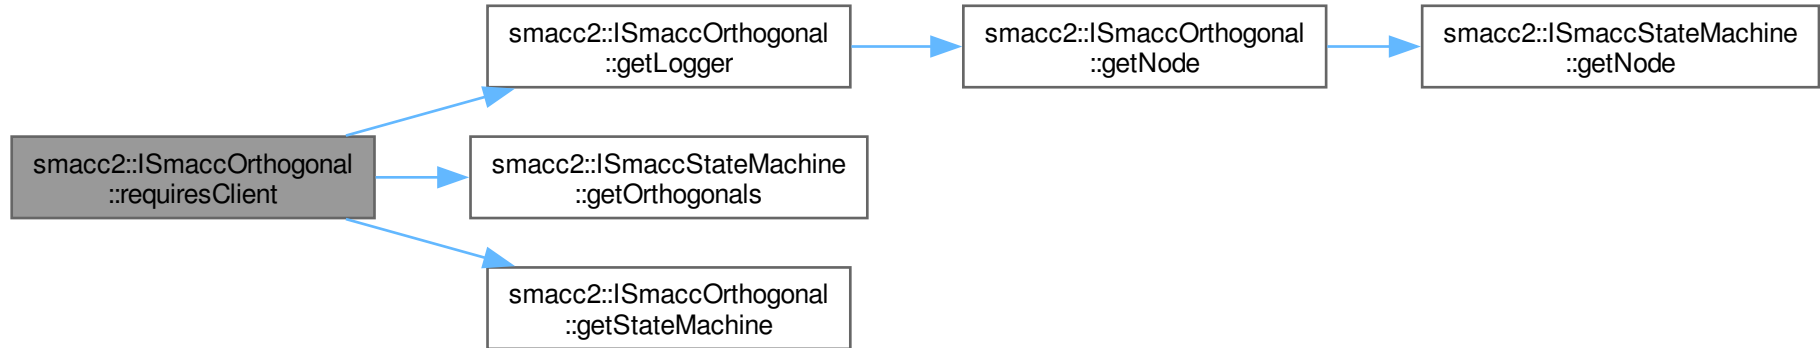 smacc2::ISmaccOrthogonal
::requiresClient
smacc2::ISmaccOrthogonal
::getLogger
smacc2::ISmaccOrthogonal
::getNode
smacc2::ISmaccStateMachine
::getNode
smacc2::ISmaccStateMachine
::getOrthogonals
smacc2::ISmaccOrthogonal
::getStateMachine